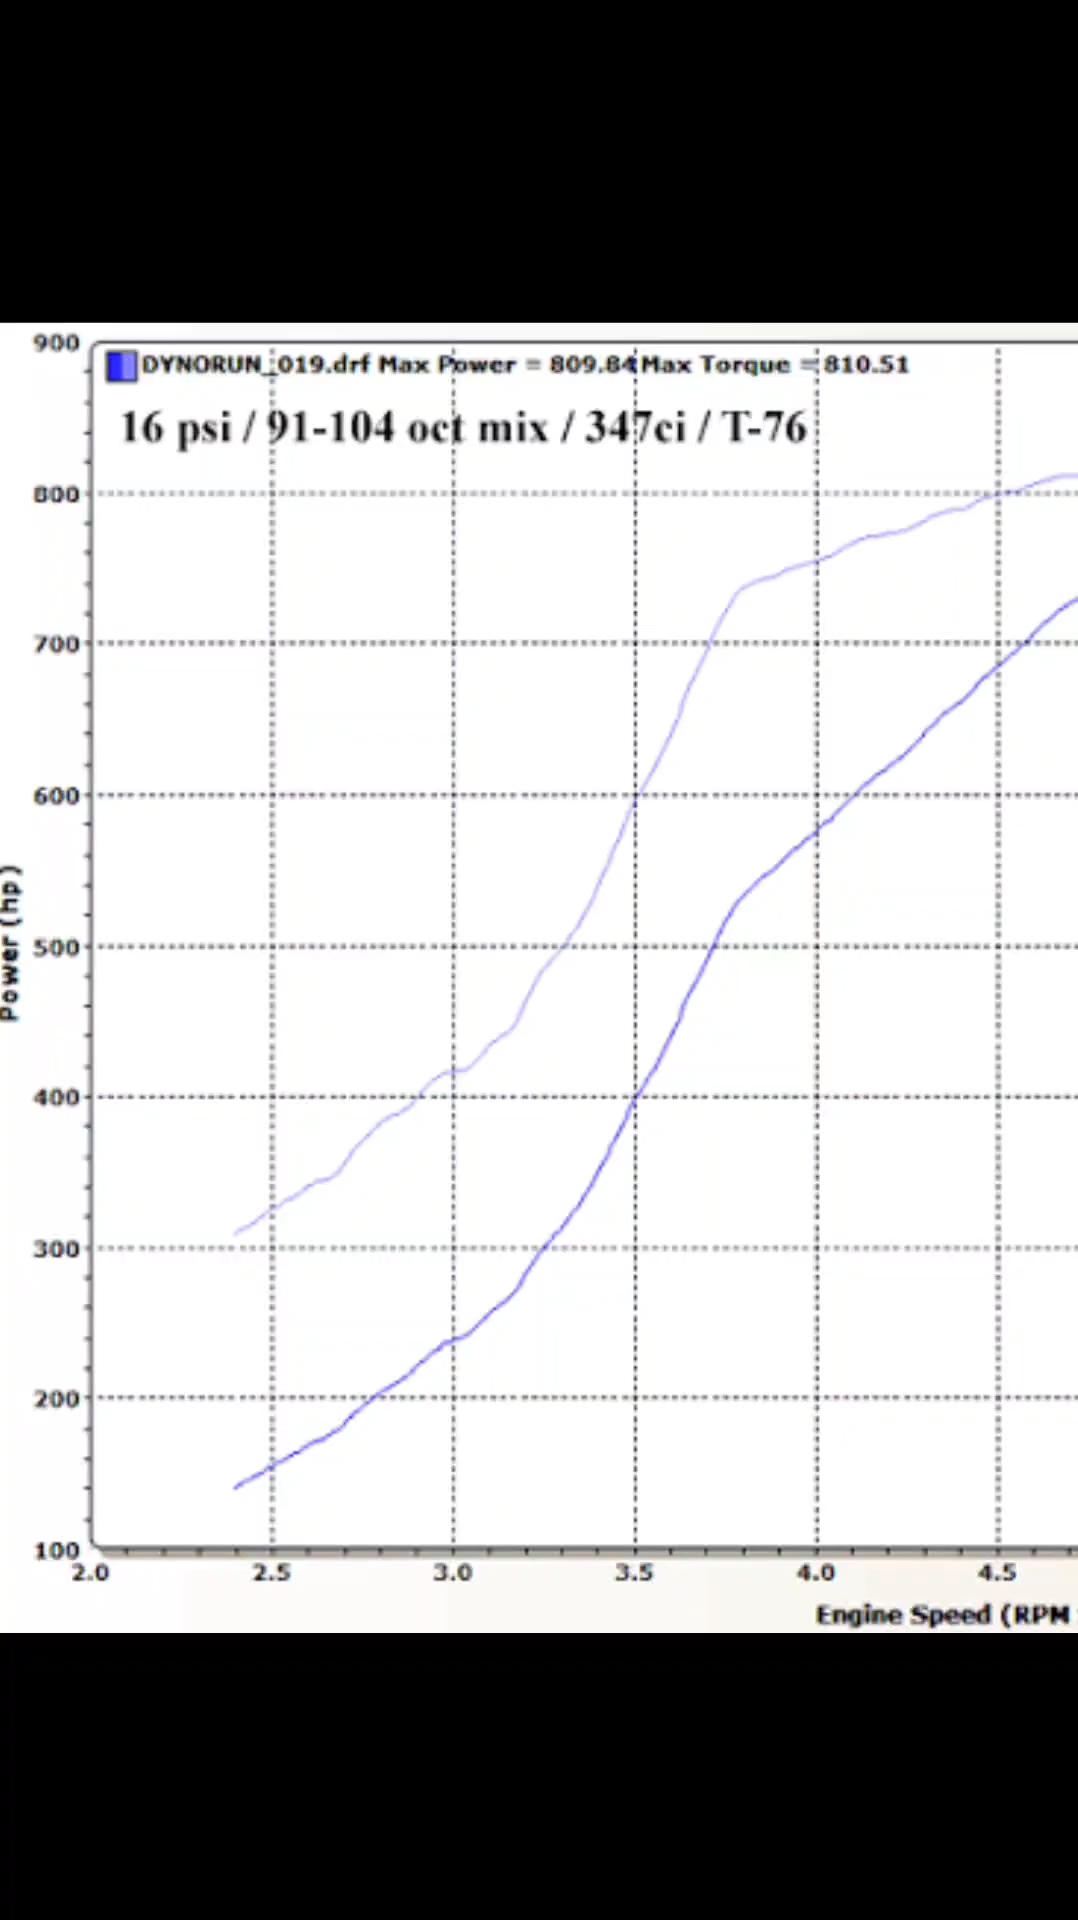 900
DYNORUN_019.drf Max Power = 809.84 Max Torque = 810.51
16 psi / 91-104 oct mix / 347ci / T-76
800
700
600
Power (hp)
500
400
300
200
100
2.0 2.5 3.0 3.5 4.0 4.5
Engine Speed (RPM